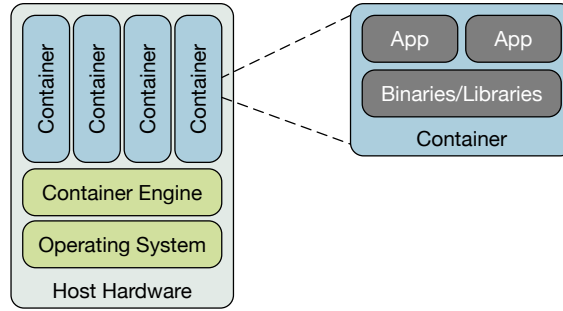 Container
Container
Container
Container
Container Engine
Operating System
Host Hardware
App App
Binaries/Libraries
Container